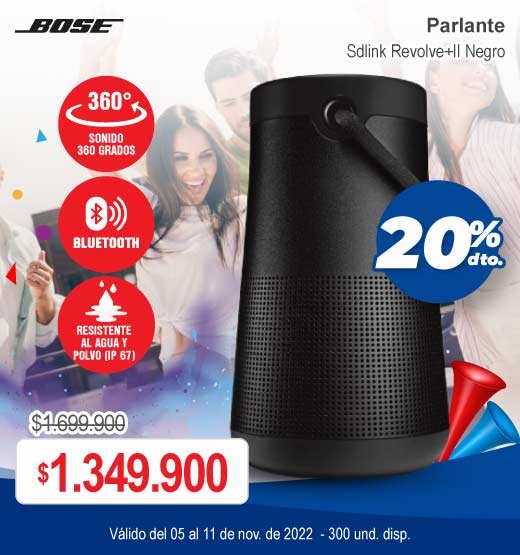 BOSE
Parlante
Sdlink Revolve+II Negro
360°
SONIDO
360 GRADOS
BLUETOOTH
RESISTENTE
AL AGUA Y
POLVO (IP 67)
20%
dto.
$1.699.900
$1.349.900
Válido del 05 al 11 de nov. de 2022 - 300 und. disp.